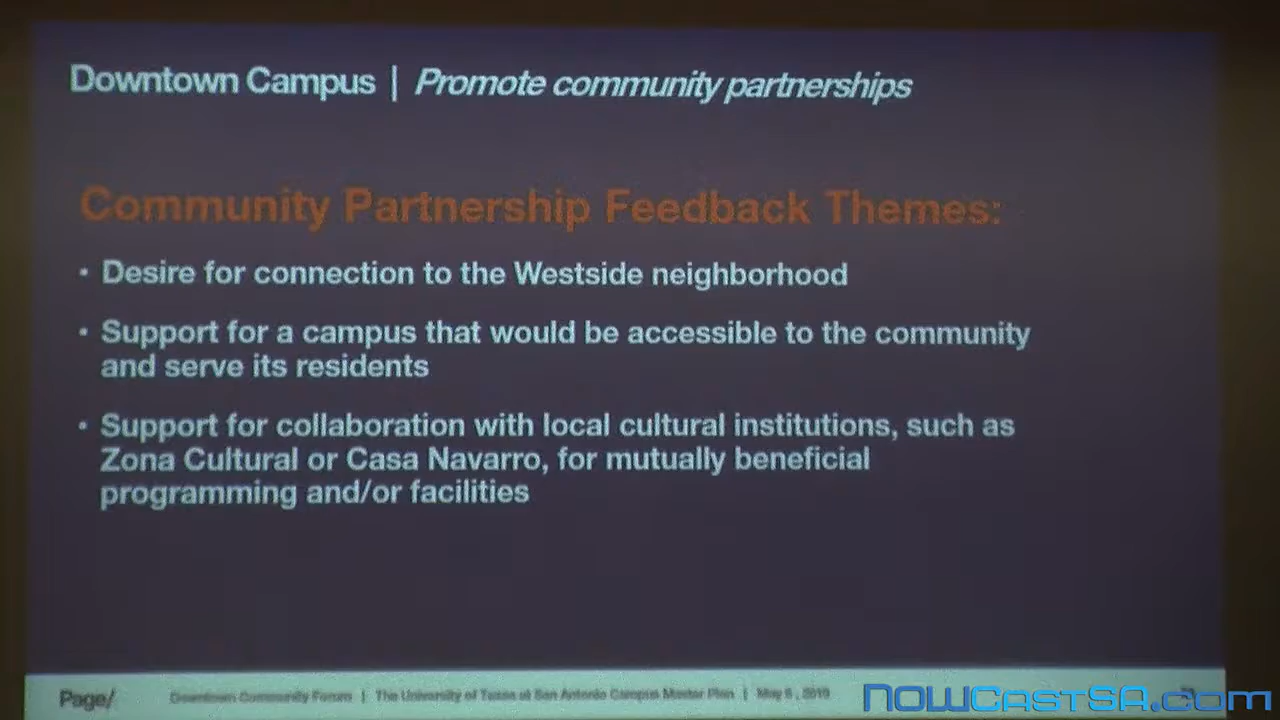 Downtown Campus | Promote community partnerships
Community Partnership Feedback Themes:
• Desire for connection to the Westside neighborhood
• Support for a campus that would be accessible to the community
and serve its residents
• Support for collaboration with local cultural institutions, such as
Zona Cultural or Casa Navarro, for mutually beneficial
programming and/or facilities
Page/ Downtown Community Forum | The University of Texas at San Antonio Campus Master Plan | May 6, 2019
NOWCastSA.com